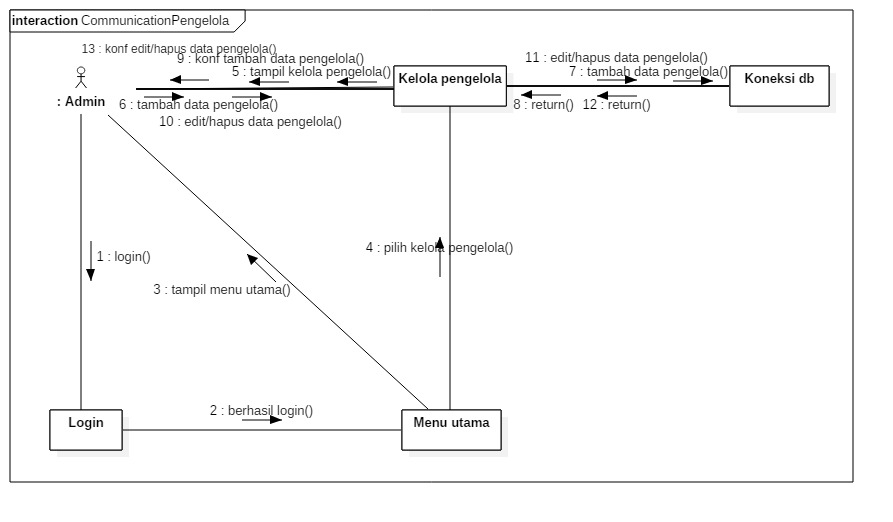 interaction CommunicationPengelola
13 : konf edit/hapus data pengelola()
9 : konf tambah data pengelola()
11 : edit/hapus data pengelola()
5 : tampil kelola pengelola()
7 : tambah data pengelola()
Kelola pengelola
Koneksi db
: Admin
6 : tambah data pengelola()
8 : return()
12 : return()
10 : edit/hapus data pengelola()
4 : pilih kelola pengelola()
1 : login()
3 : tampil menu utama()
2 : berhasil login()
Login
Menu utama